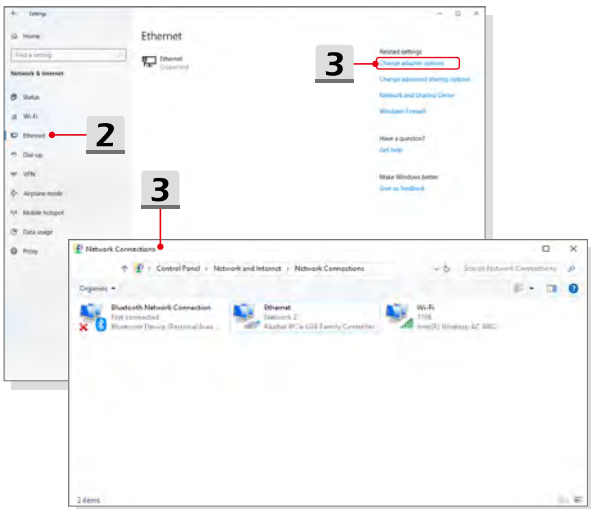 Settings
Home
Ethernet
Find a setting
Network & Internet
Ethernet
Connected
3
Related settings
Change adapter options
Change advanced sharing options
Network and Sharing Center
Windows Firewall
Status
Wi-Fi
Ethernet
2
Dial-up
VPN
Airplane mode
Mobile hotspot
Data usage
Proxy
Have a question?
Get help
Make Windows better
Give us feedback
3
Network Connections
Control Panel › Network and Internet › Network Connections
Search Network Connections
Organize
Bluetooth Network Connection
Not connected
Bluetooth Device (Personal Area ...
Ethernet
Network 2
Realtek PCIe GBE Family Controller
Wi-Fi
Intel(R) Wireless-AC
3 items